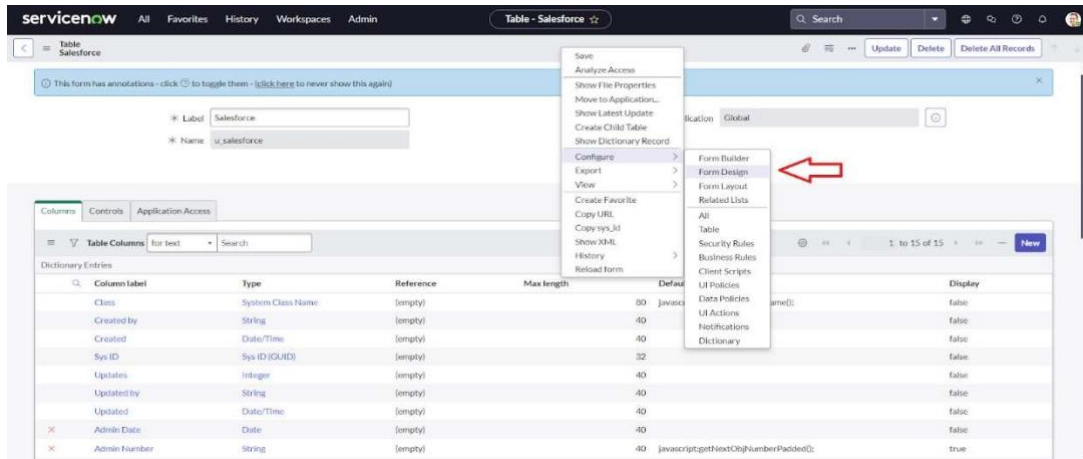 servicenow All Favorites History Workspaces Admin Table - Salesforce Search
Table
Salesforce
Update Delete Delete All Records
This form has annotations - click to toggle them - (click here to never show this again)
Label Salesforce
Name u_salesforce
lication Global
Save
Analyze Access
Show File Properties
Move to Application...
Show Latest Update
Create Child Table
Show Dictionary Record
Configure
Export
View
Create Favorite
Copy URL
Copy sys_id
Show XML
History
Reload form
Form Builder
Form Design
Form Layout
Related Lists
All
Table
Security Rules
Business Rules
Client Scripts
UI Policies
Data Policies
UI Actions
Notifications
Dictionary
Columns Controls Application Access
Table Columns for text Search 1 to 15 of 15 New
Dictionary Entries
Column label Type Reference Max length Defau Display
Class System Class Name (empty) 80 javasc ame(); false
Created by String (empty) 40 false
Created Date/Time (empty) 40 false
Sys ID Sys ID (GUID) (empty) 32 false
Updates Integer (empty) 40 false
Updated by String (empty) 40 false
Updated Date/Time (empty) 40 false
Admin Date Date (empty) 40 false
Admin Number String (empty) 40 javascript:getNextObjNumberPadded(); true